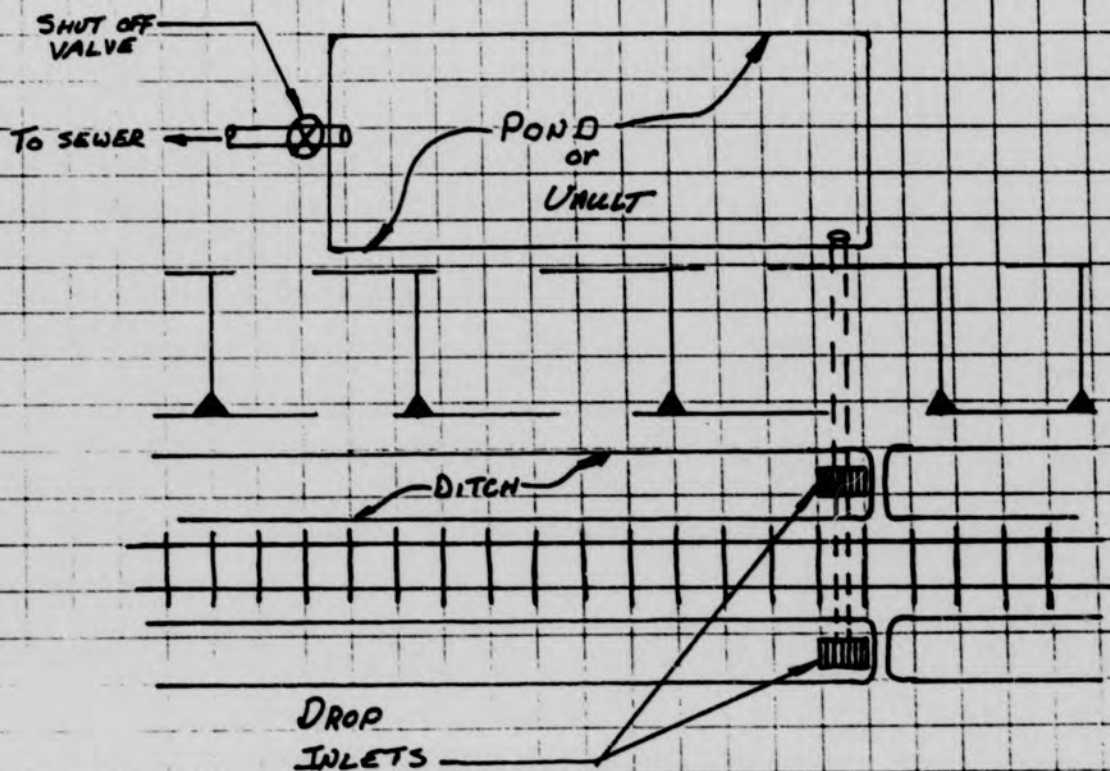 SHUT OFF
VALVE
TO SEWER
POND
or
VAULT
DITCH
DROP
INLETS